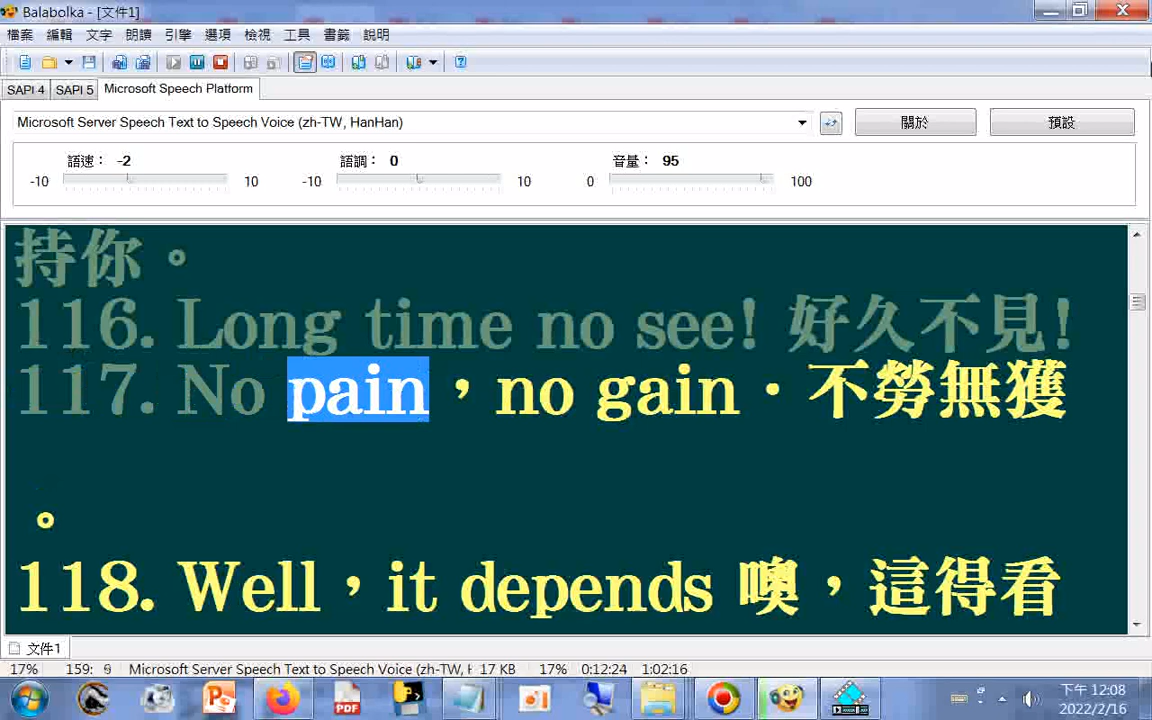 Balabolka - [文件1]
檔案 編輯 文字 朗讀 引擎 選項 檢視 工具 書籤 說明
SAPI 4 SAPI 5 Microsoft Speech Platform
Microsoft Server Speech Text to Speech Voice (zh-TW, HanHan) 關於 預設
語速： -2 語調： 0 音量： 95
-10 10 -10 10 0 100
持你。
116. Long time no see! 好久不見!
117. No pain，no gain．不勞無獲
。
118. Well，it depends 噢，這得看
文件1
17% 159: 9 Microsoft Server Speech Text to Speech Voice (zh-TW, 17 KB 17% 0:12:24 1:02:16
下午 12:08
2022/2/16